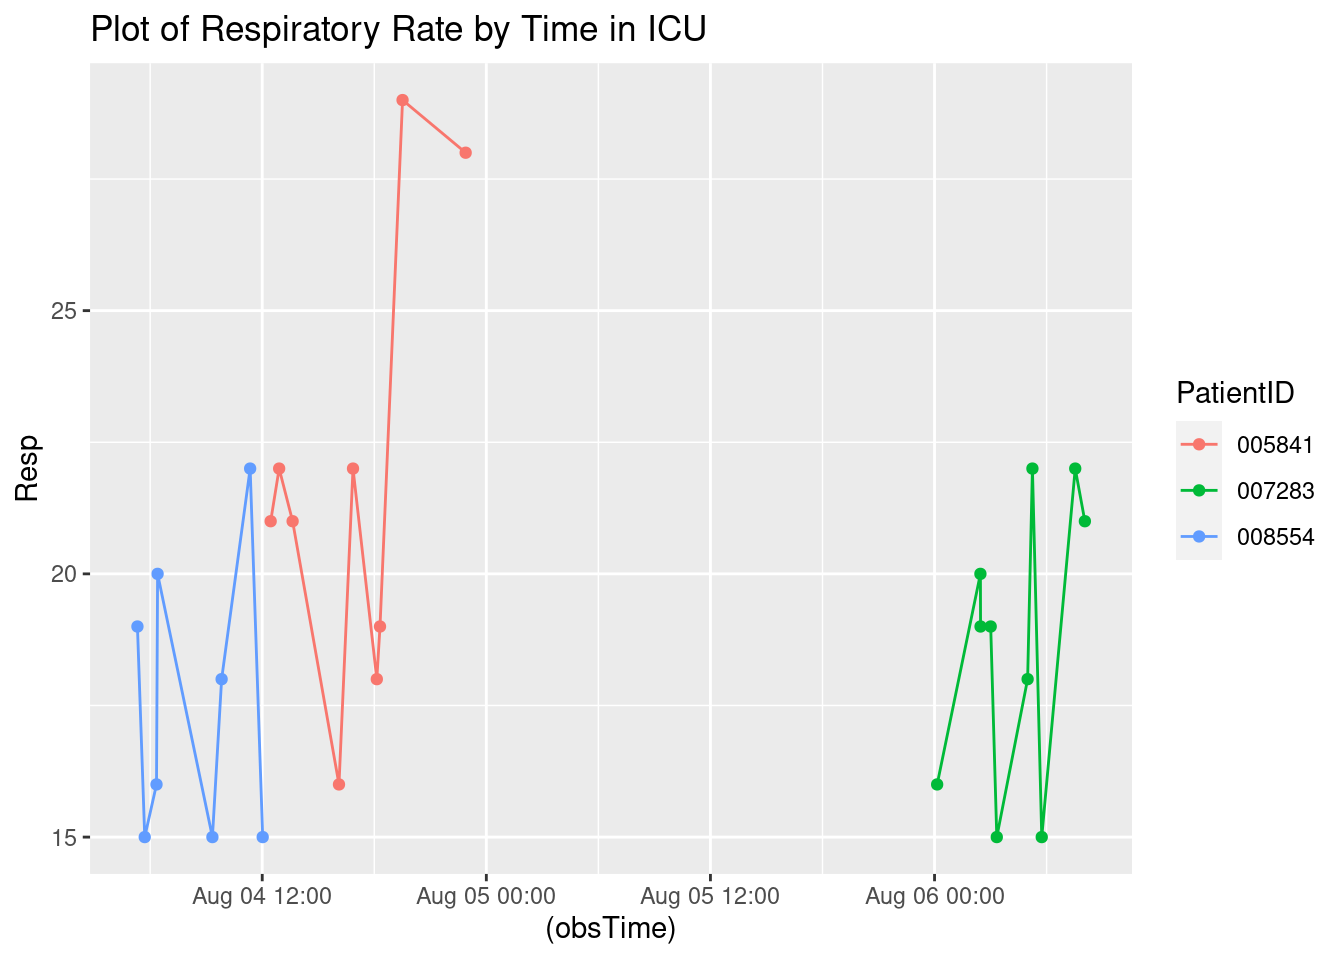 Plot of Respiratory Rate by Time in ICU
Resp
25
20
15
Aug 04 12:00
Aug 05 00:00
Aug 05 12:00
Aug 06 00:00
(obsTime)
PatientID
005841
007283
008554